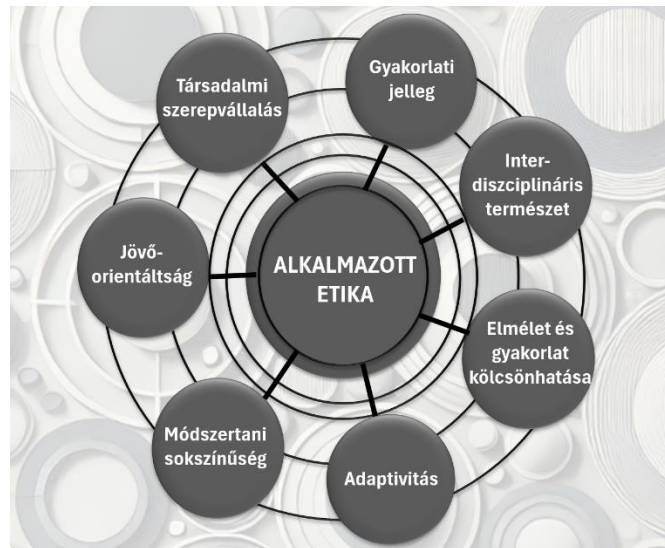 ALKALMAZOTT
ETIKA
Gyakorlati
jelleg
Inter-
diszciplináris
természet
Elmélet és
gyakorlat
kölcsönhatása
Adaptivitás
Módszertani
sokszínűség
Jövő-
orientáltság
Társadalmi
szerepvállalás